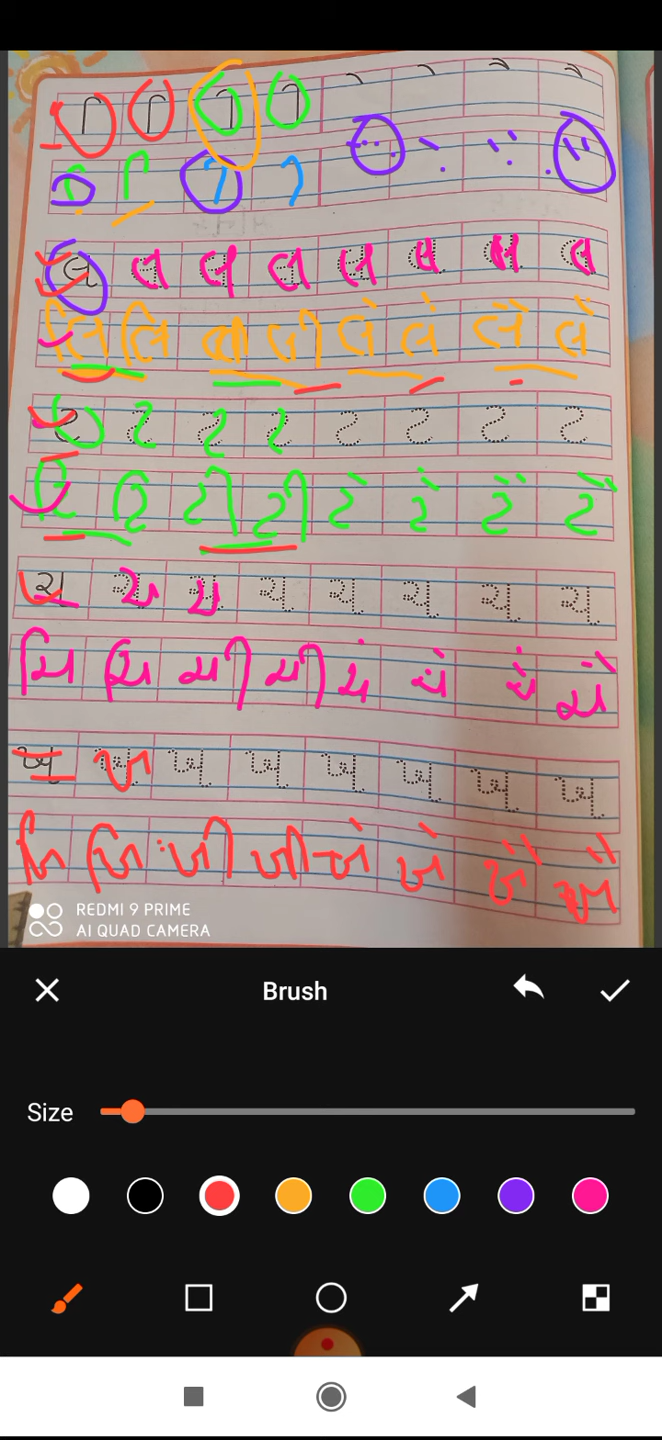 િ િ ી ી ે ે ૈ ૈ
લ લ લ લ લ લ લ લ
લિ લિ લી લી લે લે લૈ લૈ
ટ ટ ટ ટ ટ ટ ટ ટ
ટિ ટિ ટી ટી ટે ટે ટૈ ટૈ
ચ ચ ચ ચ ચ ચ ચ ચ
ચિ ચિ ચી ચી ચે ચે ચે ચૈ
ખ ખ ખ ખ ખ ખ ખ ખ
ખિ ખિ ખી ખી ખે ખે ખૈ ખૈ
REDMI 9 PRIME
AI QUAD CAMERA
Brush
Size